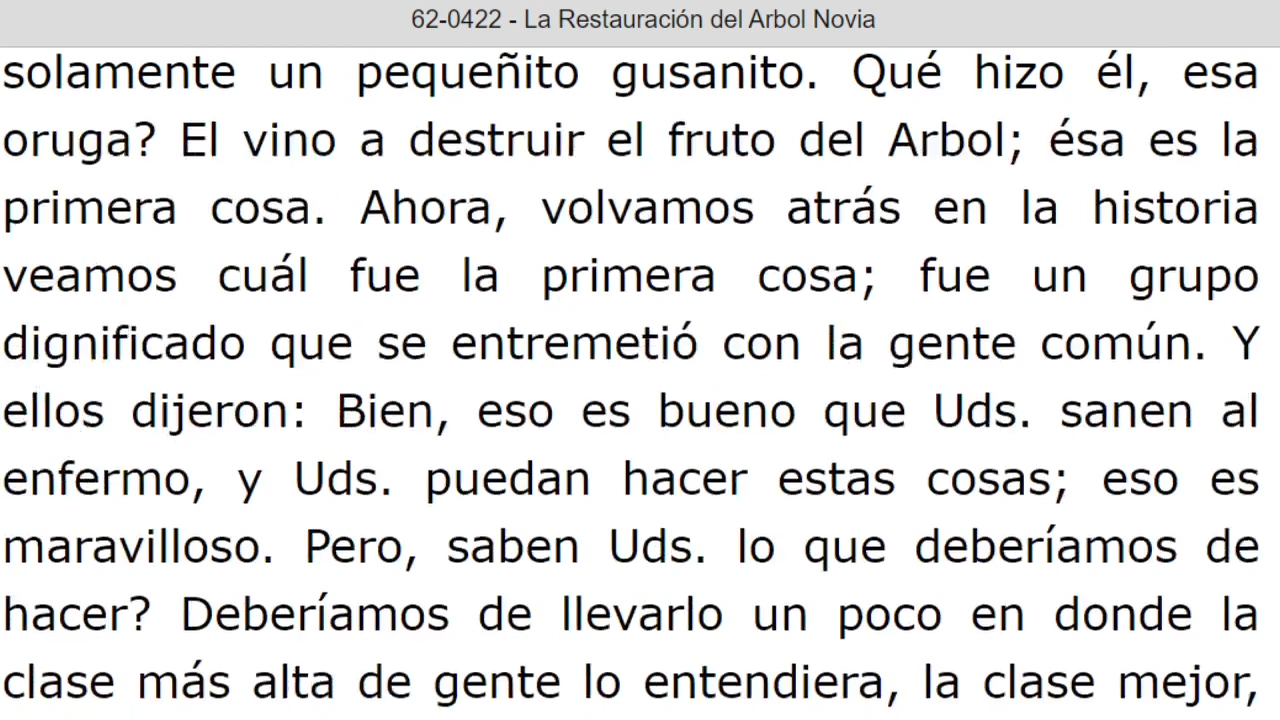 62-0422 - La Restauración del Arbol Novia
solamente un pequeñito gusanito. Qué hizo él, esa
oruga? El vino a destruir el fruto del Arbol; ésa es la
primera cosa. Ahora, volvamos atrás en la historia
veamos cuál fue la primera cosa; fue un grupo
dignificado que se entremetió con la gente común. Y
ellos dijeron: Bien, eso es bueno que Uds. sanen al
enfermo, y Uds. puedan hacer estas cosas; eso es
maravilloso. Pero, saben Uds. lo que deberíamos de
hacer? Deberíamos de llevarlo un poco en donde la
clase más alta de gente lo entendiera, la clase mejor,